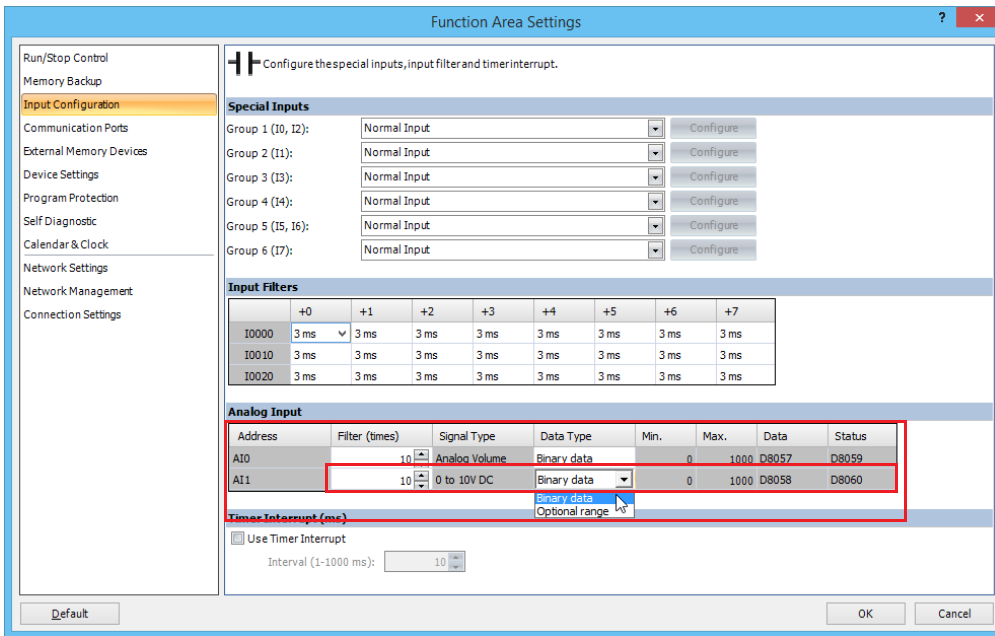 Function Area Settings
?
Run/Stop Control
Memory Backup
Input Configuration
Communication Ports
External Memory Devices
Device Settings
Program Protection
Self Diagnostic
Calendar & Clock
Network Settings
Network Management
Connection Settings
Configure the special inputs, input filter and timer interrupt.
Special Inputs
Group 1 (I0, I2): Normal Input Configure
Group 2 (I1): Normal Input Configure
Group 3 (I3): Normal Input Configure
Group 4 (I4): Normal Input Configure
Group 5 (I5, I6): Normal Input Configure
Group 6 (I7): Normal Input Configure
Input Filters
+0 +1 +2 +3 +4 +5 +6 +7
I0000 3 ms 3 ms 3 ms 3 ms 3 ms 3 ms 3 ms 3 ms
I0010 3 ms 3 ms 3 ms 3 ms 3 ms 3 ms 3 ms 3 ms
I0020 3 ms 3 ms 3 ms 3 ms 3 ms 3 ms 3 ms 3 ms
Analog Input
Address Filter (times) Signal Type Data Type Min. Max. Data Status
AI0 10 Analog Volume Binary data 0 1000 D8057 D8059
AI1 10 0 to 10V DC Binary data 0 1000 D8058 D8060
Binary data
Optional range
Timer Interrupt (ms)
Use Timer Interrupt
Interval (1-1000 ms): 10
Default OK Cancel